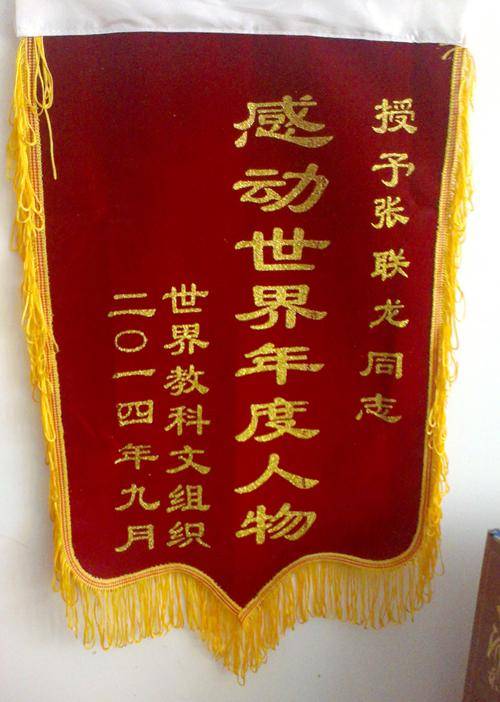 授予张联龙同志
感动世界年度人物
世界教科文组织
二〇一四年九月